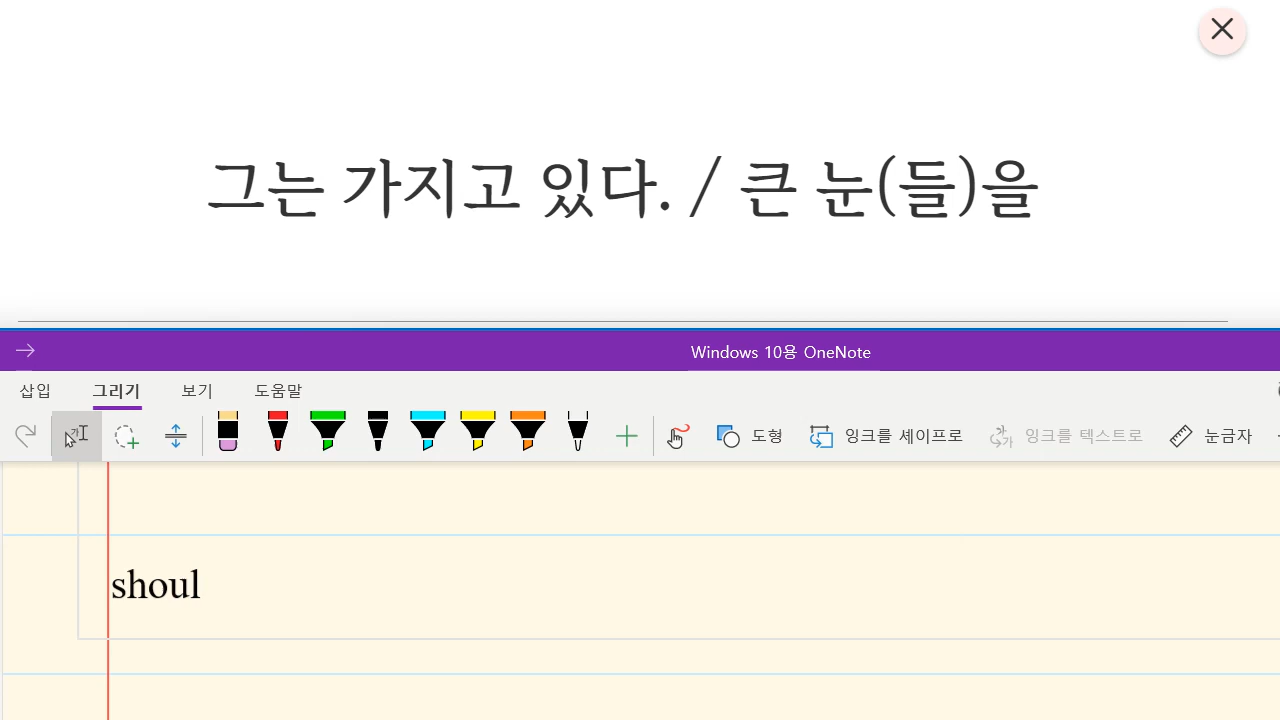 그는 가지고 있다. / 큰 눈(들)을
Windows 10용 OneNote
삽입 그리기 보기 도움말
가 도형 잉크를 셰이프로 가 잉크를 텍스트로 눈금자
shoul